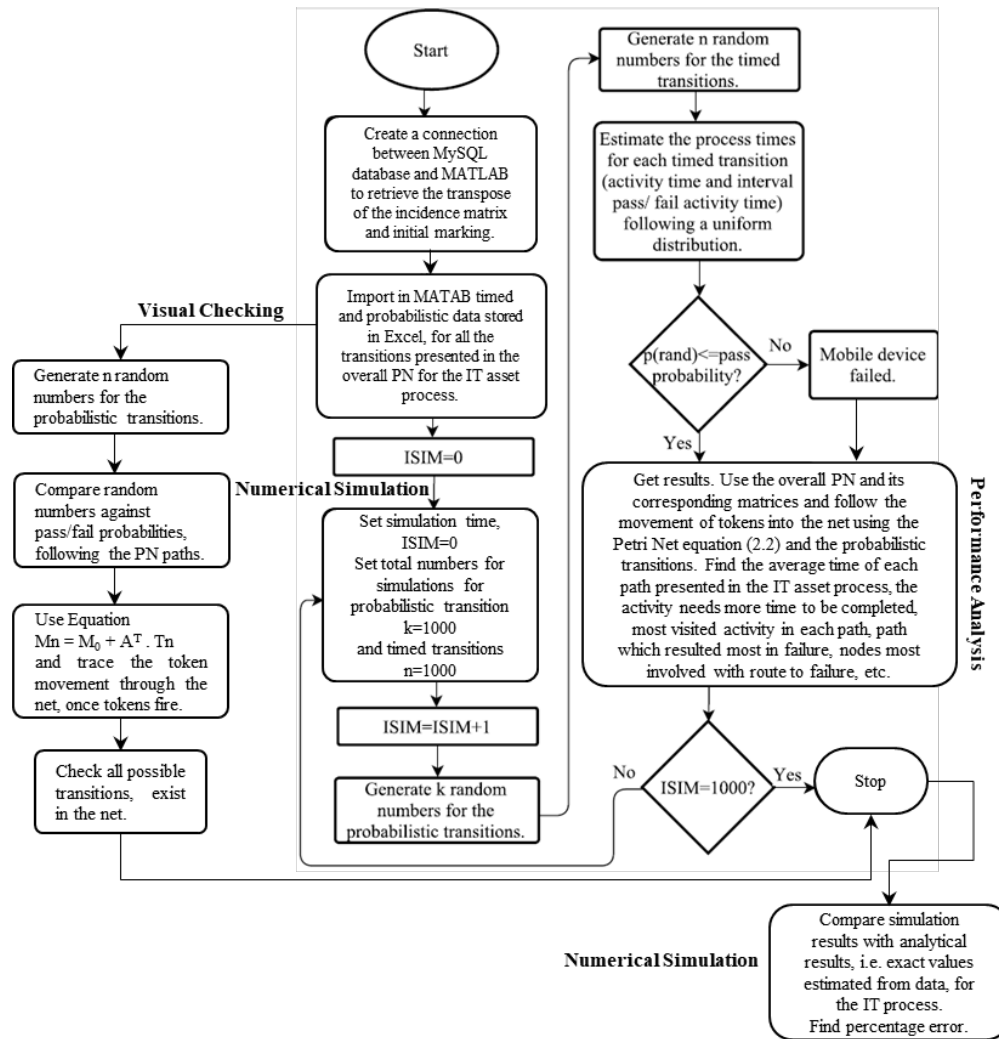 Start
Create a connection
between MySQL
database and MATLAB
to retrieve the transpose
of the incidence matrix
and initial marking.
Import in MATAB timed
and probabilistic data stored
in Excel, for all the
transitions presented in the
overall PN for the IT asset
process.
Visual Checking
Generate n random
numbers for the
probabilistic transitions.
Compare random
numbers against
pass/fail probabilities,
following the PN paths.
Use Equation
Mn = M₀ + Aᵀ . Tn
and trace the token
movement through the
net, once tokens fire.
Check all possible
transitions, exist
in the net.
ISIM=0
Numerical Simulation
Set simulation time,
ISIM=0
Set total numbers for
simulations for
probabilistic transition
k=1000
and timed transitions
n=1000
ISIM=ISIM+1
Generate k random
numbers for the
probabilistic transitions.
Generate n random
numbers for the timed
transitions.
Estimate the process times
for each timed transition
(activity time and interval
pass/ fail activity time)
following a uniform
distribution.
p(rand)<=pass
probability?
No
Mobile device
failed.
Yes
Get results. Use the overall PN and its
corresponding matrices and follow the
movement of tokens into the net using the
Petri Net equation (2.2) and the probabilistic
transitions. Find the average time of each
path presented in the IT asset process, the
activity needs more time to be completed,
most visited activity in each path, path
which resulted most in failure, nodes most
involved with route to failure, etc.
Performance Analysis
No
ISIM=1000?
Yes
Stop
Numerical Simulation
Compare simulation
results with analytical
results, i.e. exact values
estimated from data, for
the IT process.
Find percentage error.